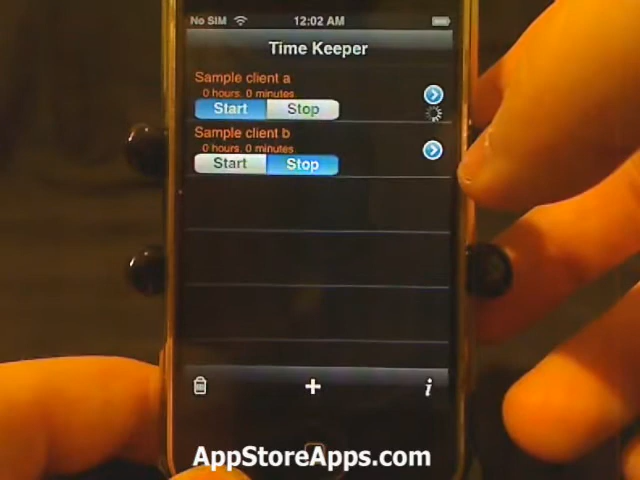 No SIM 12:02 AM
Time Keeper
Sample client a
0 hours. 0 minutes.
Start Stop
Sample client b
0 hours. 0 minutes.
Start Stop
AppStoreApps.com